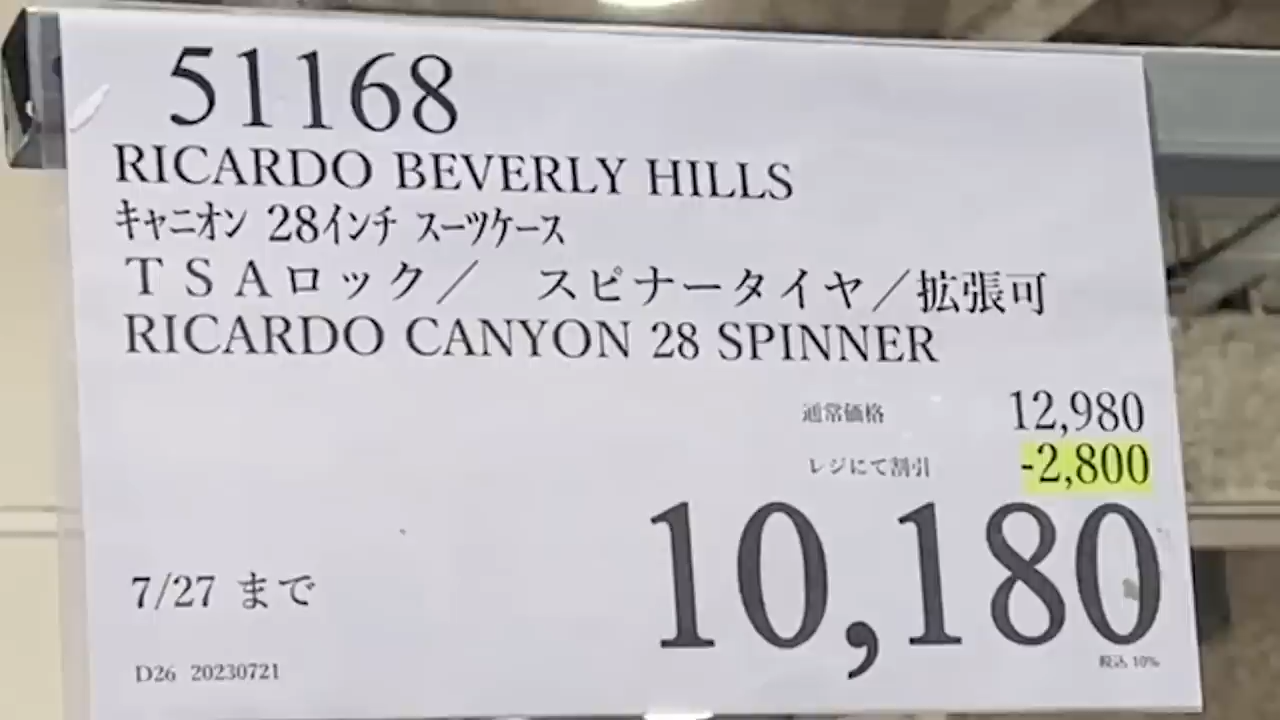 51168
RICARDO BEVERLY HILLS
キャニオン 28インチ スーツケース
ＴＳＡロック／　スピナータイヤ／拡張可
RICARDO CANYON 28 SPINNER
通常価格 12,980
レジにて割引 -2,800
10,180
7/27 まで
税込 10%
D26 20230721